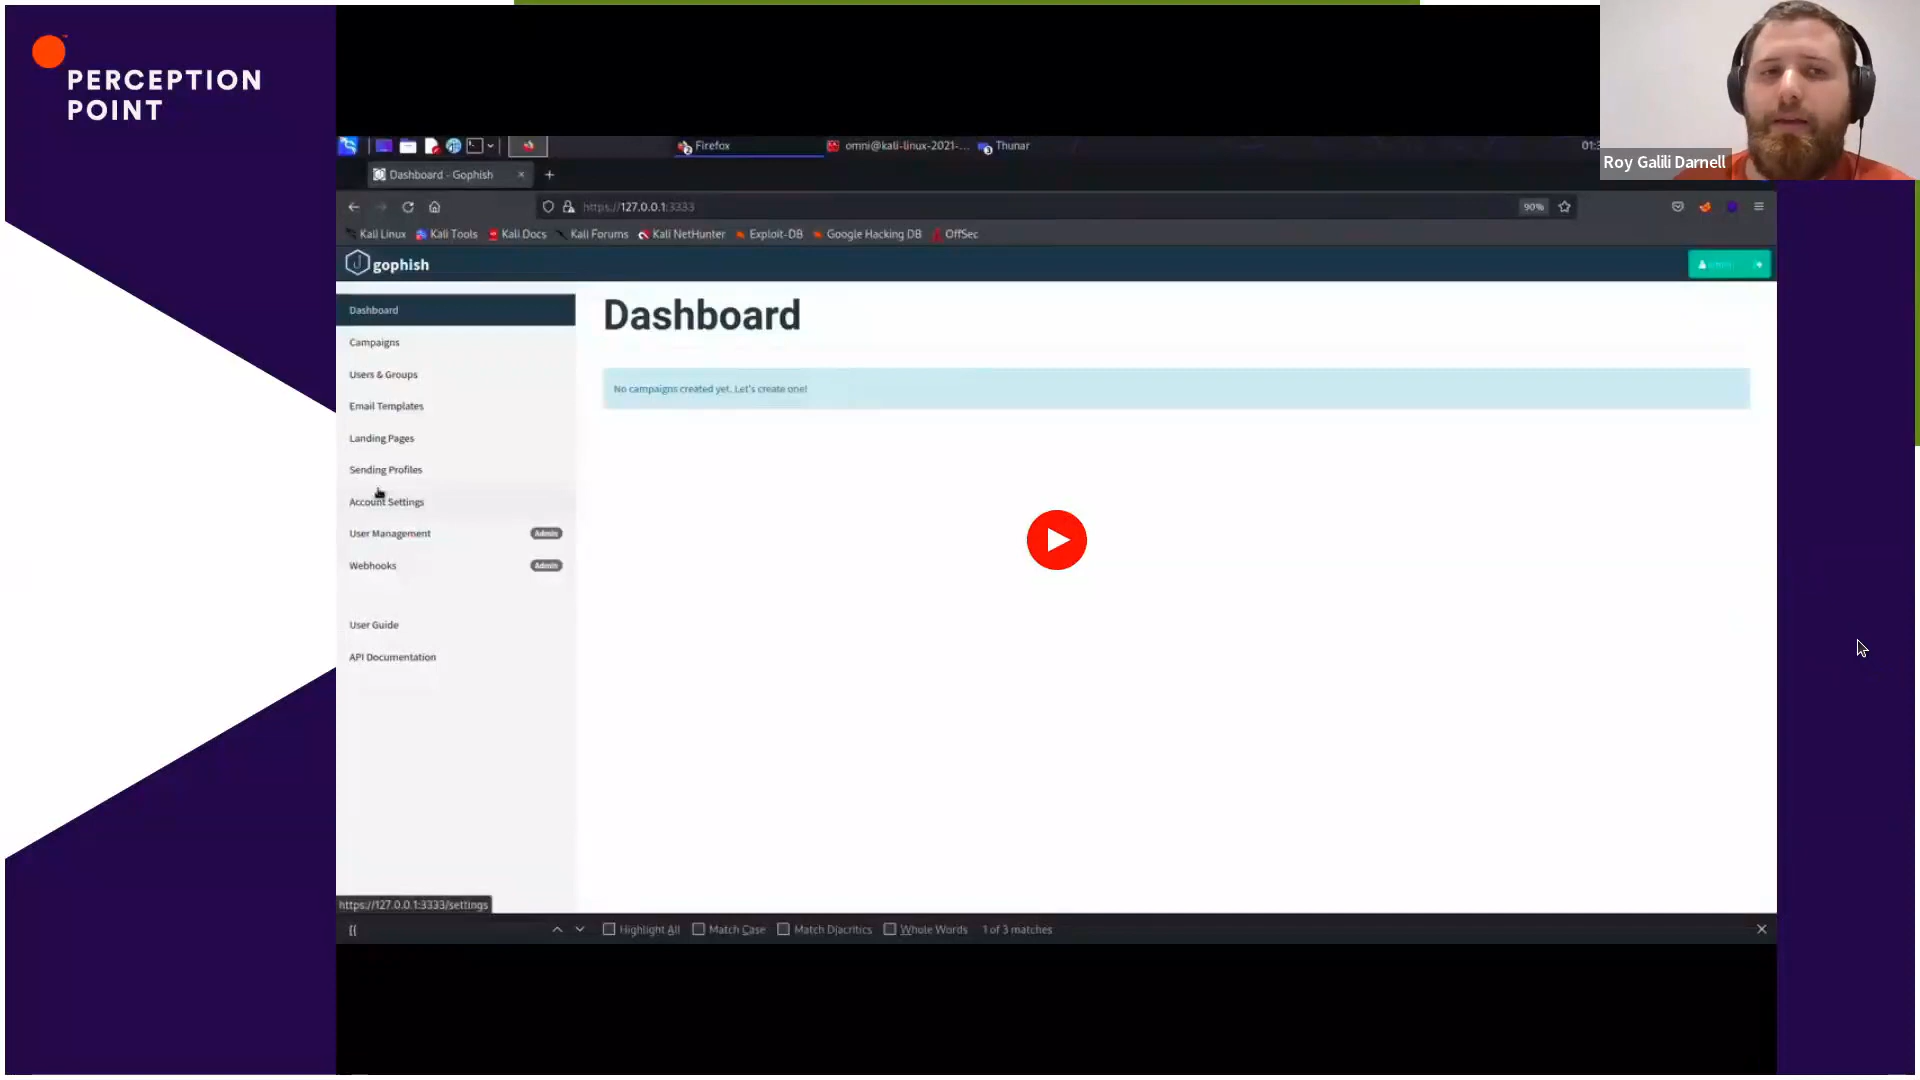 PERCEPTION
POINT
Roy Galili Darnell
Firefox
omni@kali-linux-2021-...
Thunar
01:
Dashboard - Gophish
https://127.0.0.1:3333
90%
Kali Linux
Kali Tools
Kali Docs
Kali Forums
Kali NetHunter
Exploit-DB
Google Hacking DB
OffSec
gophish
Dashboard
Campaigns
Users & Groups
Email Templates
Landing Pages
Sending Profiles
Account Settings
User Management
Admin
Webhooks
Admin
User Guide
API Documentation
Dashboard
No campaigns created yet. Let's create one!
https://127.0.0.1:3333/settings
{{
Highlight All
Match Case
Match Diacritics
Whole Words
1 of 3 matches